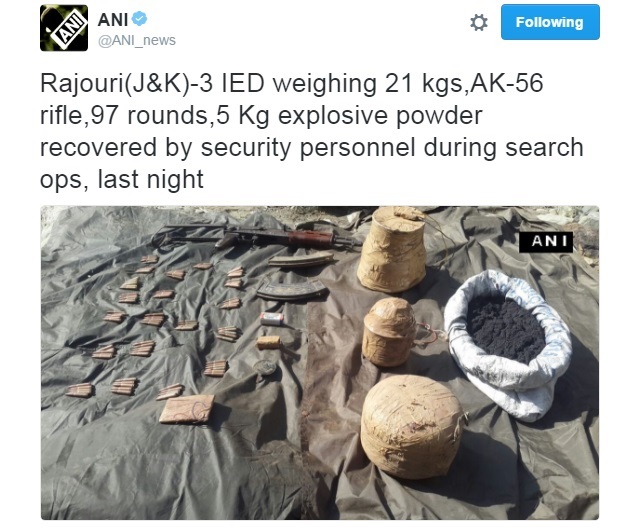 ANI
@ANI_news
Following
Rajouri(J&K)-3 IED weighing 21 kgs,AK-56
rifle,97 rounds,5 Kg explosive powder
recovered by security personnel during search
ops, last night
ANI